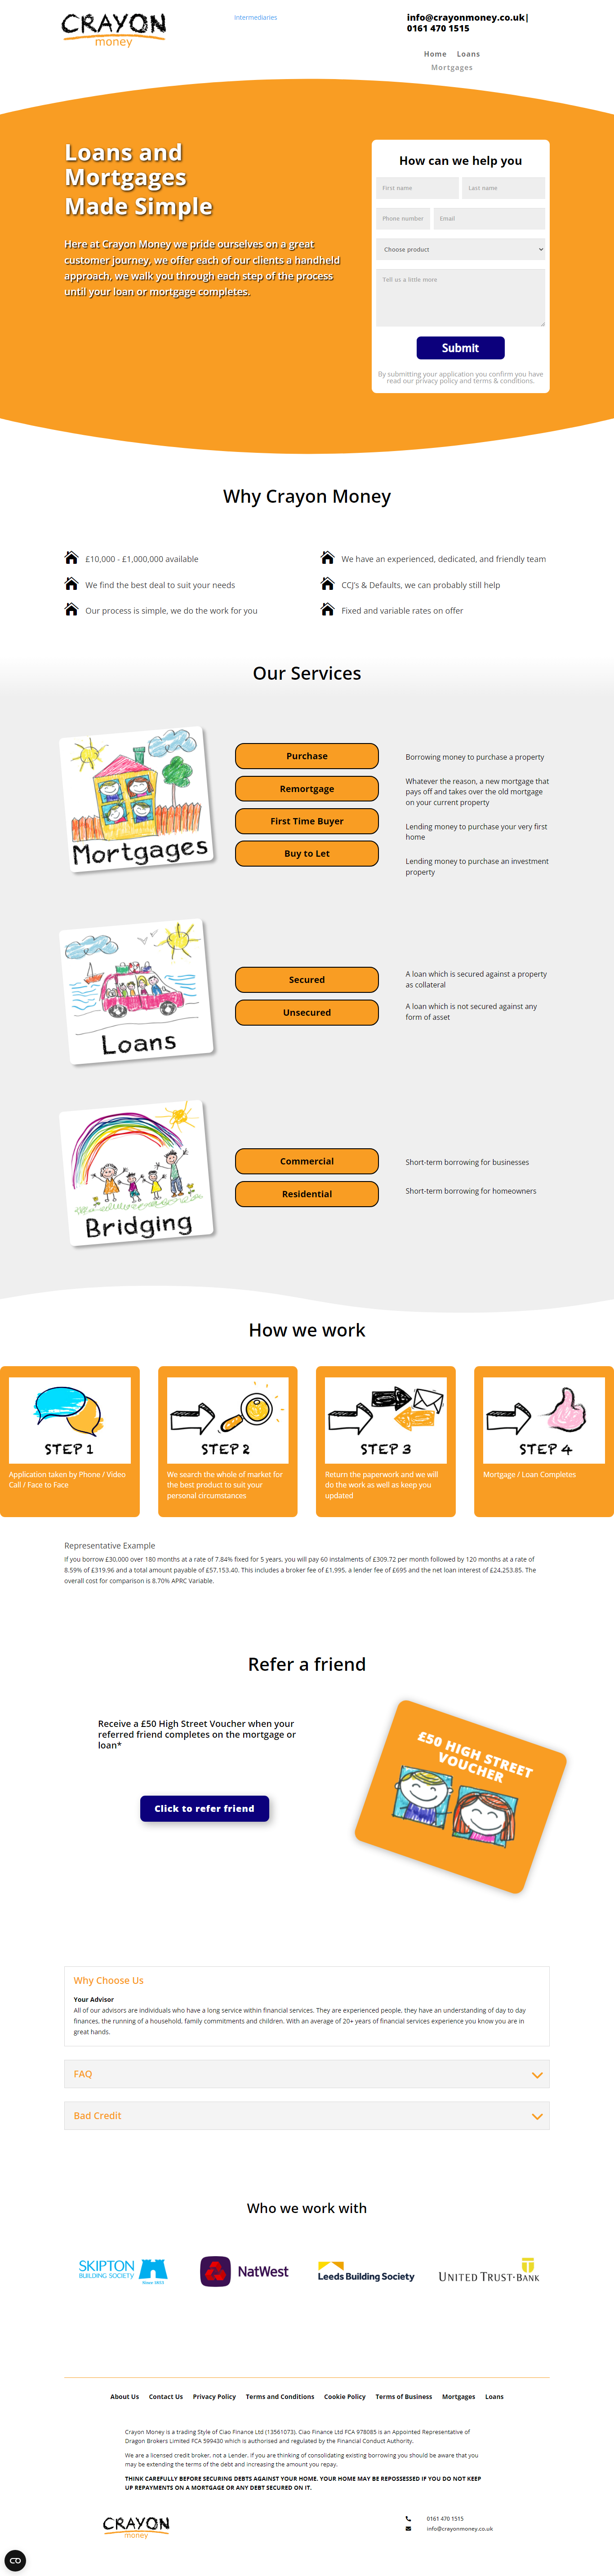 CRAYON
money
Intermediaries
info@crayonmoney.co.uk|
0161 470 1515
Home Loans
Mortgages
Loans and
Mortgages
Made Simple
Here at Crayon Money we pride ourselves on a great
customer journey, we offer each of our clients a handheld
approach, we walk you through each step of the process
until your loan or mortgage completes.
How can we help you
First name Last name
Phone number Email
Choose product
Tell us a little more
Submit
By submitting your application you confirm you have
read our privacy policy and terms & conditions.
Why Crayon Money
£10,000 - £1,000,000 available
We find the best deal to suit your needs
Our process is simple, we do the work for you
We have an experienced, dedicated, and friendly team
CCJ's & Defaults, we can probably still help
Fixed and variable rates on offer
Our Services
Mortgages
Purchase
Remortgage
First Time Buyer
Buy to Let
Borrowing money to purchase a property
Whatever the reason, a new mortgage that
pays off and takes over the old mortgage
on your current property
Lending money to purchase your very first
home
Lending money to purchase an investment
property
Loans
Secured
Unsecured
A loan which is secured against a property
as collateral
A loan which is not secured against any
form of asset
Bridging
Commercial
Residential
Short-term borrowing for businesses
Short-term borrowing for homeowners
How we work
STEP 1
Application taken by Phone / Video
Call / Face to Face
STEP 2
We search the whole of market for
the best product to suit your
personal circumstances
STEP 3
Return the paperwork and we will
do the work as well as keep you
updated
STEP 4
Mortgage / Loan Completes
Representative Example
If you borrow £30,000 over 180 months at a rate of 7.84% fixed for 5 years, you will pay 60 instalments of £309.72 per month followed by 120 months at a rate of
8.59% of £319.96 and a total amount payable of £57,153.40. This includes a broker fee of £1,995, a lender fee of £695 and the net loan interest of £24,253.85. The
overall cost for comparison is 8.70% APRC Variable.
Refer a friend
Receive a £50 High Street Voucher when your
referred friend completes on the mortgage or
loan*
Click to refer friend
£50 HIGH STREET
VOUCHER
Why Choose Us
Your Advisor
All of our advisors are individuals who have a long service within financial services. They are experienced people, they have an understanding of day to day
finances, the running of a household, family commitments and children. With an average of 20+ years of financial services experience you know you are in
great hands.
FAQ
Bad Credit
Who we work with
SKIPTON
BUILDING SOCIETY
Since 1853
NatWest
Leeds Building Society
UNITED TRUST BANK
About Us Contact Us Privacy Policy Terms and Conditions Cookie Policy Terms of Business Mortgages Loans
Crayon Money is a trading Style of Ciao Finance Ltd (13561073). Ciao Finance Ltd FCA 978085 is an Appointed Representative of
Dragon Brokers Limited FCA 599430 which is authorised and regulated by the Financial Conduct Authority.
We are a licensed credit broker, not a Lender. If you are thinking of consolidating existing borrowing you should be aware that you
may be extending the terms of the debt and increasing the amount you repay.
THINK CAREFULLY BEFORE SECURING DEBTS AGAINST YOUR HOME. YOUR HOME MAY BE REPOSSESSED IF YOU DO NOT KEEP
UP REPAYMENTS ON A MORTGAGE OR ANY DEBT SECURED ON IT.
CRAYON
money
0161 470 1515
info@crayonmoney.co.uk